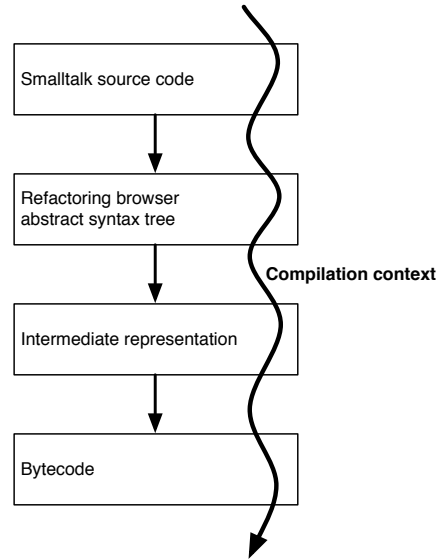 Smalltalk source code
Refactoring browser
abstract syntax tree
Compilation context
Intermediate representation
Bytecode